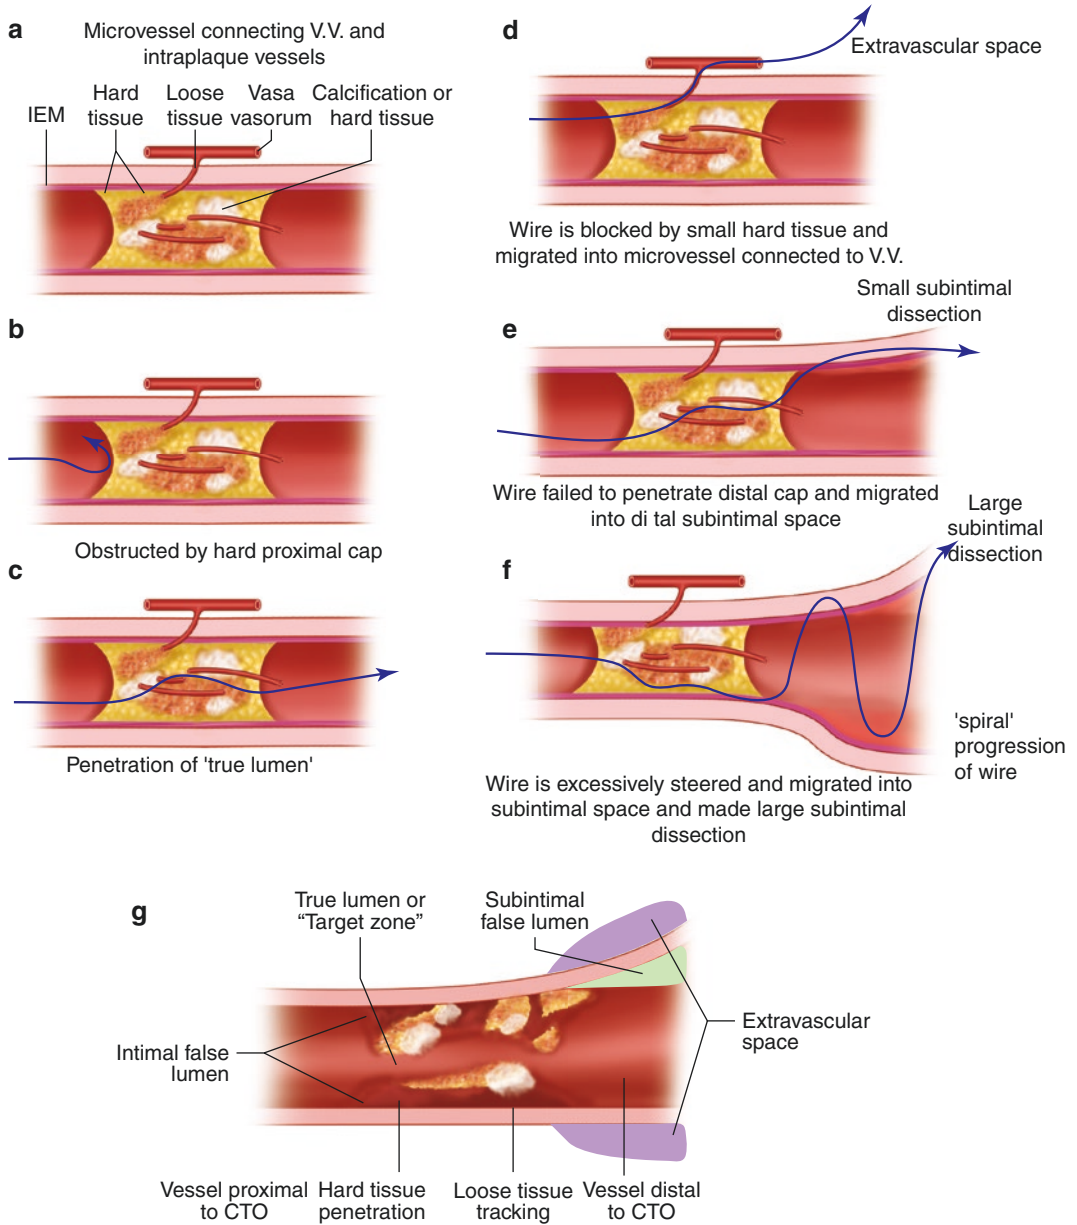 a
Microvessel connecting V.V. and
intraplaque vessels
IEM
Hard
tissue
Loose
tissue
Vasa
vasorum
Calcification or
hard tissue
b
Obstructed by hard proximal cap
c
Penetration of 'true lumen'
d
Extravascular space
Wire is blocked by small hard tissue and
migrated into microvessel connected to V.V.
e
Small subintimal
dissection
Wire failed to penetrate distal cap and migrated
into di tal subintimal space
f
Large
subintimal
dissection
'spiral'
progression
of wire
Wire is excessively steered and migrated into
subintimal space and made large subintimal
dissection
g
True lumen or
“Target zone”
Subintimal
false lumen
Intimal false
lumen
Extravascular
space
Vessel proximal
to CTO
Hard tissue
penetration
Loose tissue
tracking
Vessel distal
to CTO